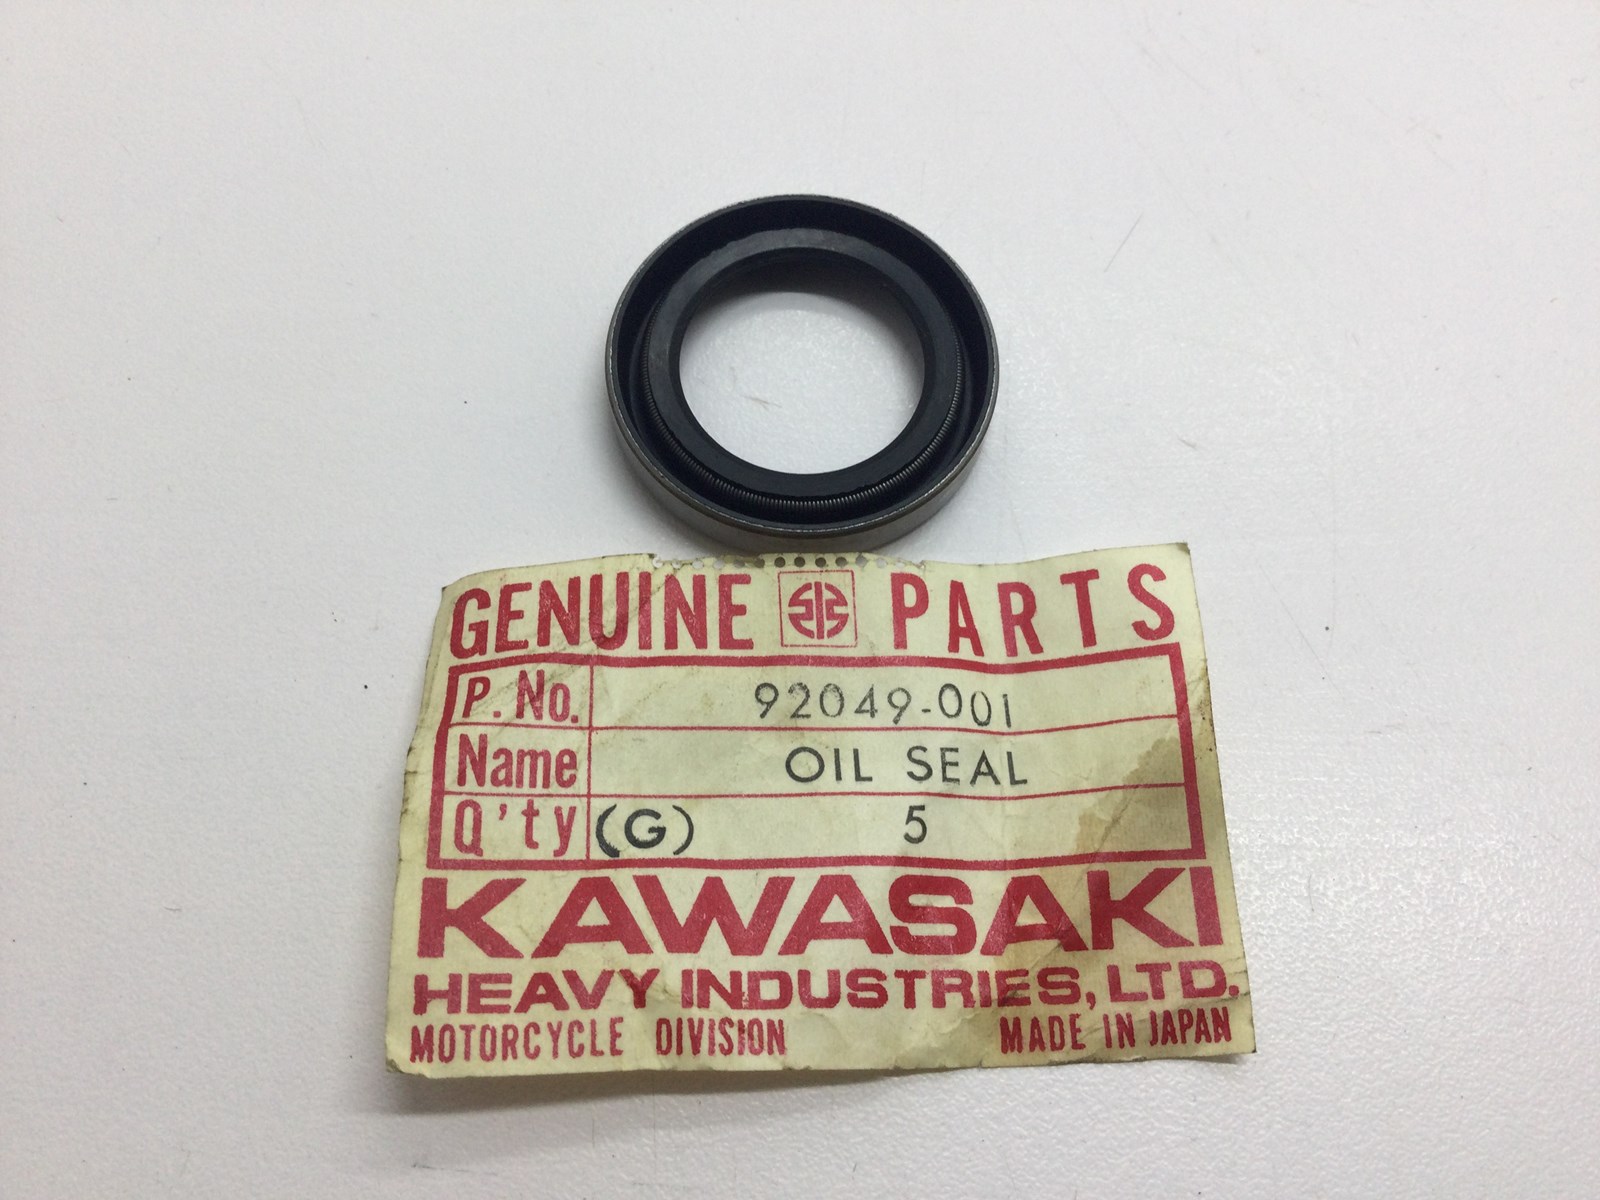 GENUINE PARTS
P. No. 92049-001
Name OIL SEAL
Q'ty (G) 5
KAWASAKI
HEAVY INDUSTRIES, LTD.
MOTORCYCLE DIVISION MADE IN JAPAN